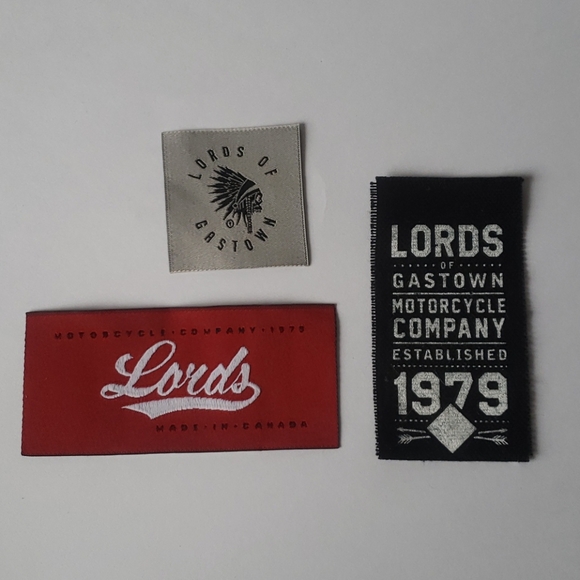 LORDS OF
GASTOWN
MOTORCYCLE · COMPANY · 1979
Lords
MADE · IN · CANADA
LORDS
OF
GASTOWN
MOTORCYCLE
COMPANY
ESTABLISHED
1979